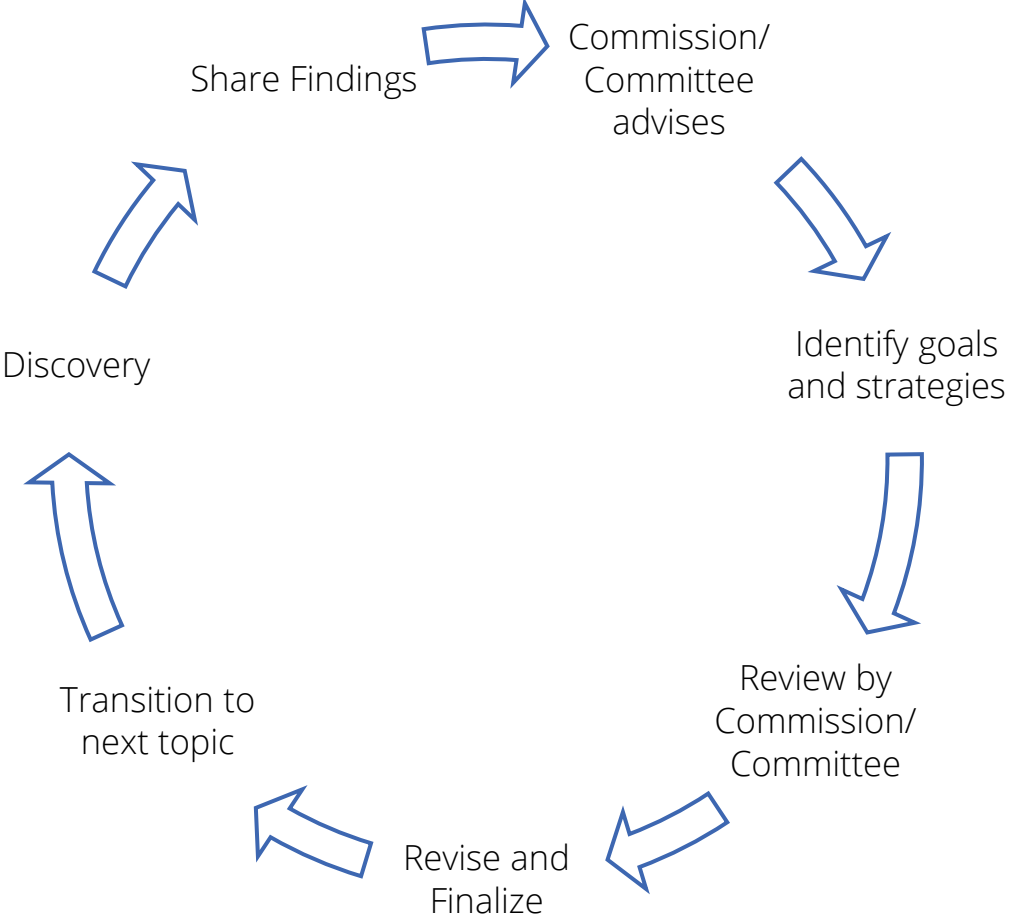 Share Findings
Commission/
Committee
advises
Identify goals
and strategies
Review by
Commission/
Committee
Revise and
Finalize
Transition to
next topic
Discovery